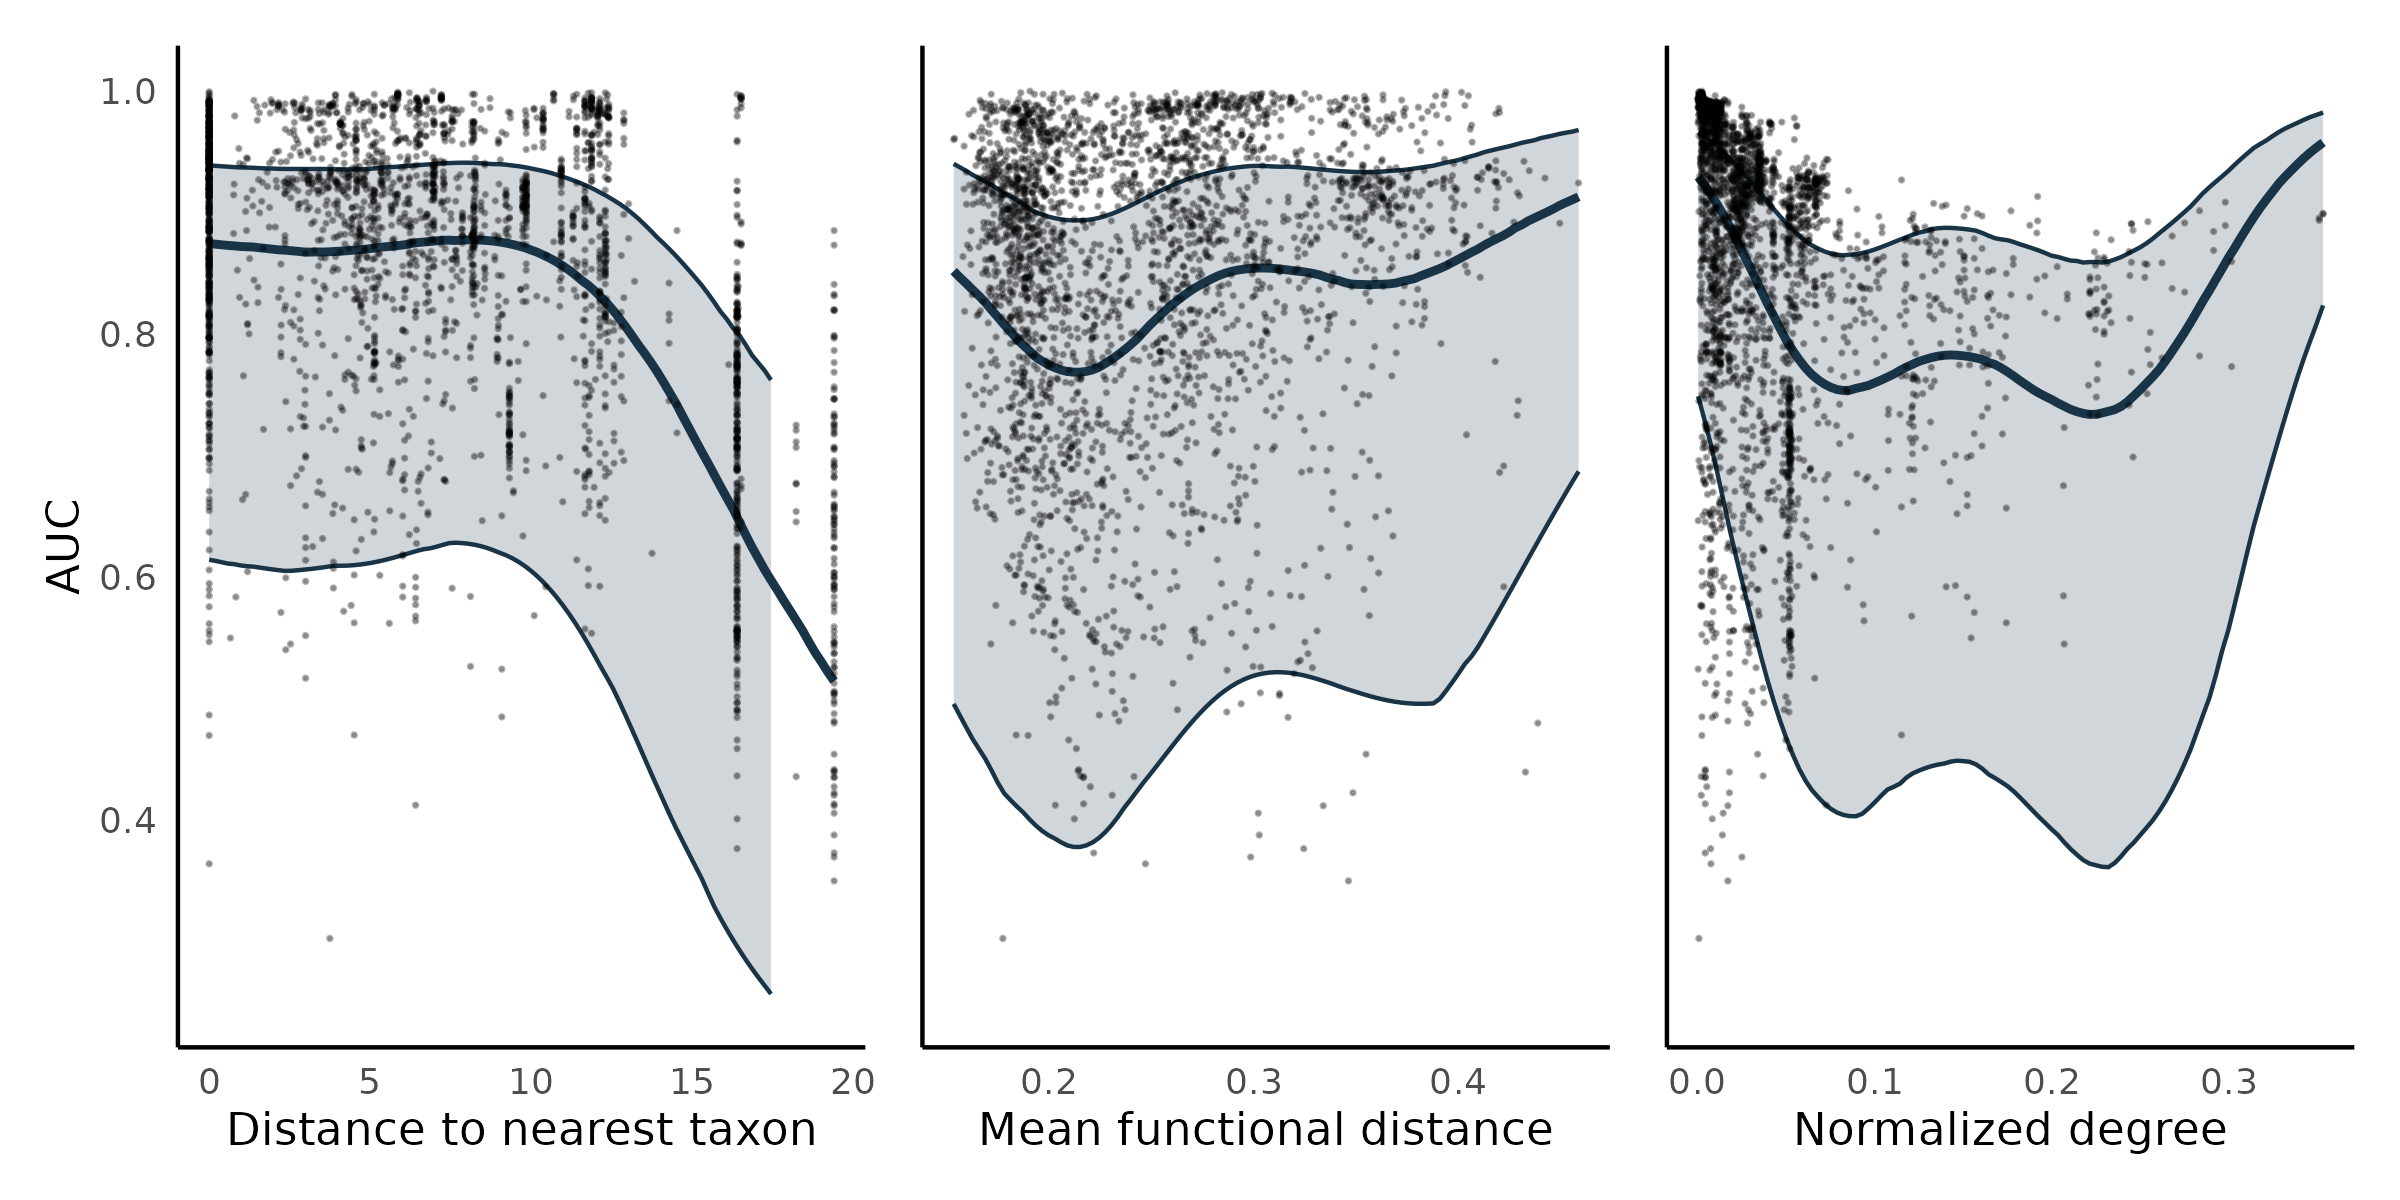 AUC
1.0
0.8
0.6
0.4
0 5 10 15 20
0.2 0.3 0.4
0.0 0.1 0.2 0.3
Distance to nearest taxon
Mean functional distance
Normalized degree